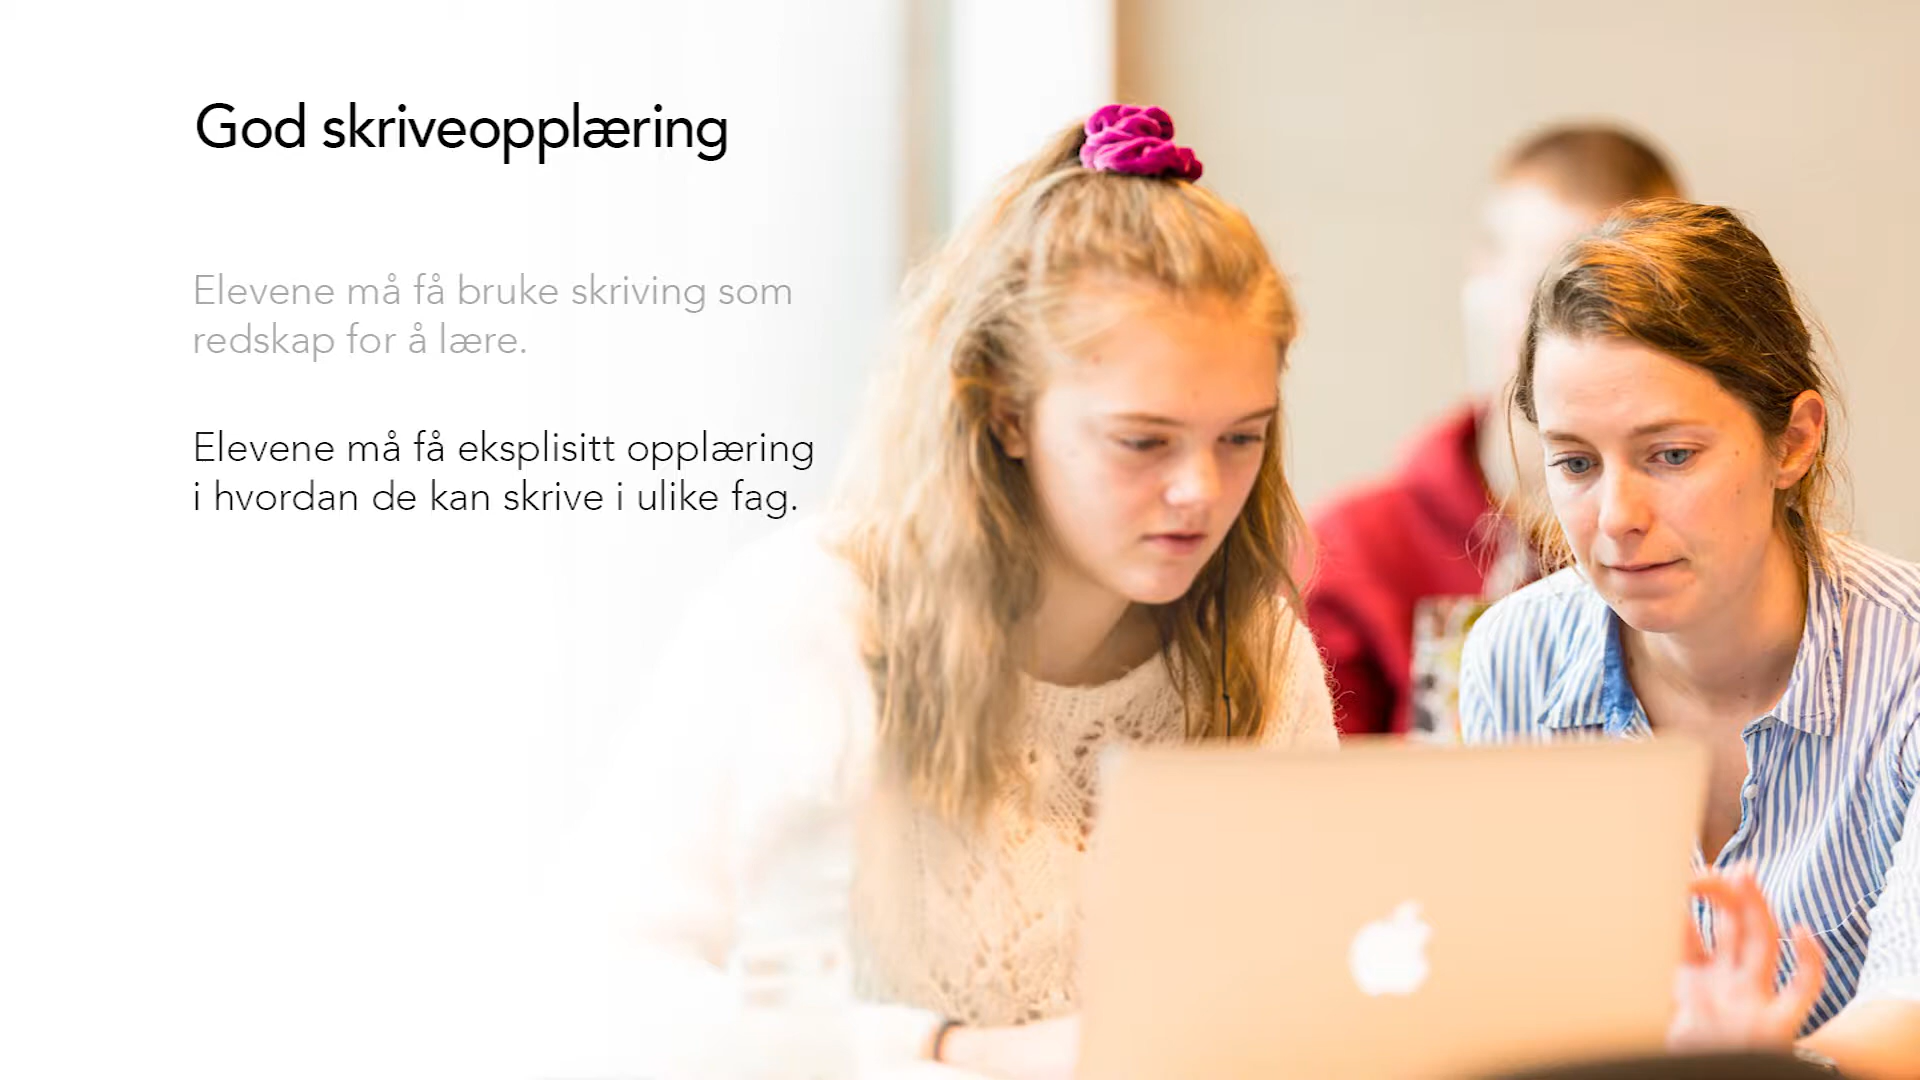 God skriveopplæring
Elevene må få bruke skriving som
redskap for å lære.
Elevene må få eksplisitt opplæring
i hvordan de kan skrive i ulike fag.